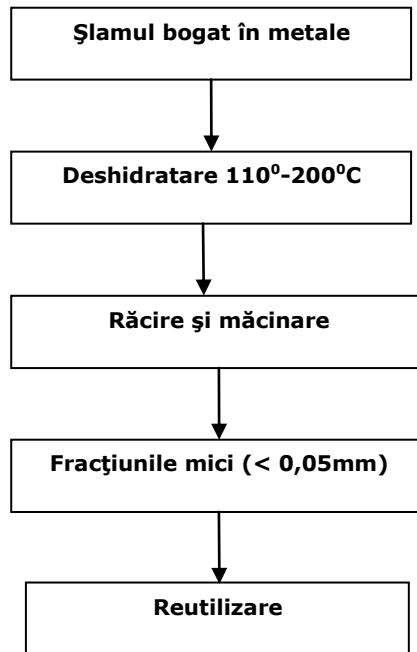 Şlamul bogat în metale
Deshidratare 110⁰-200⁰C
Răcire şi măcinare
Fracţiunile mici (< 0,05mm)
Reutilizare